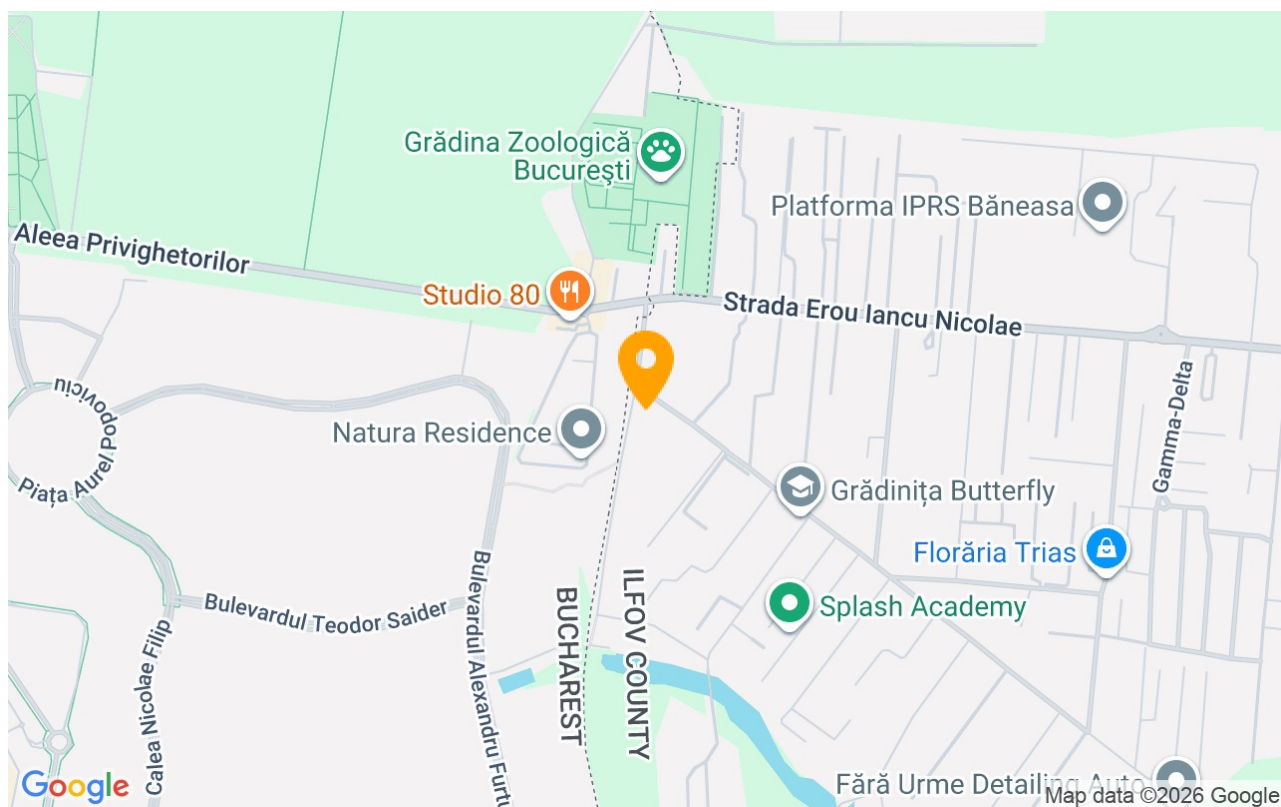 Grădina Zoologică
București
Platforma IPRS Băneasa
Aleea Privighetorilor
Studio 80
Strada Erou Iancu Nicolae
Piața Aurel Popoviciu
Natura Residence
Gamma-Delta
Grădinița Butterfly
Florăria Trias
Bulevardul Teodor Saider
Splash Academy
Calea Nicolae Filip
Bulevardul Alexandru Furtu
BUCHAREST
ILFOV COUNTY
Fără Urme Detailing Auto
Google
Map data ©2026 Google